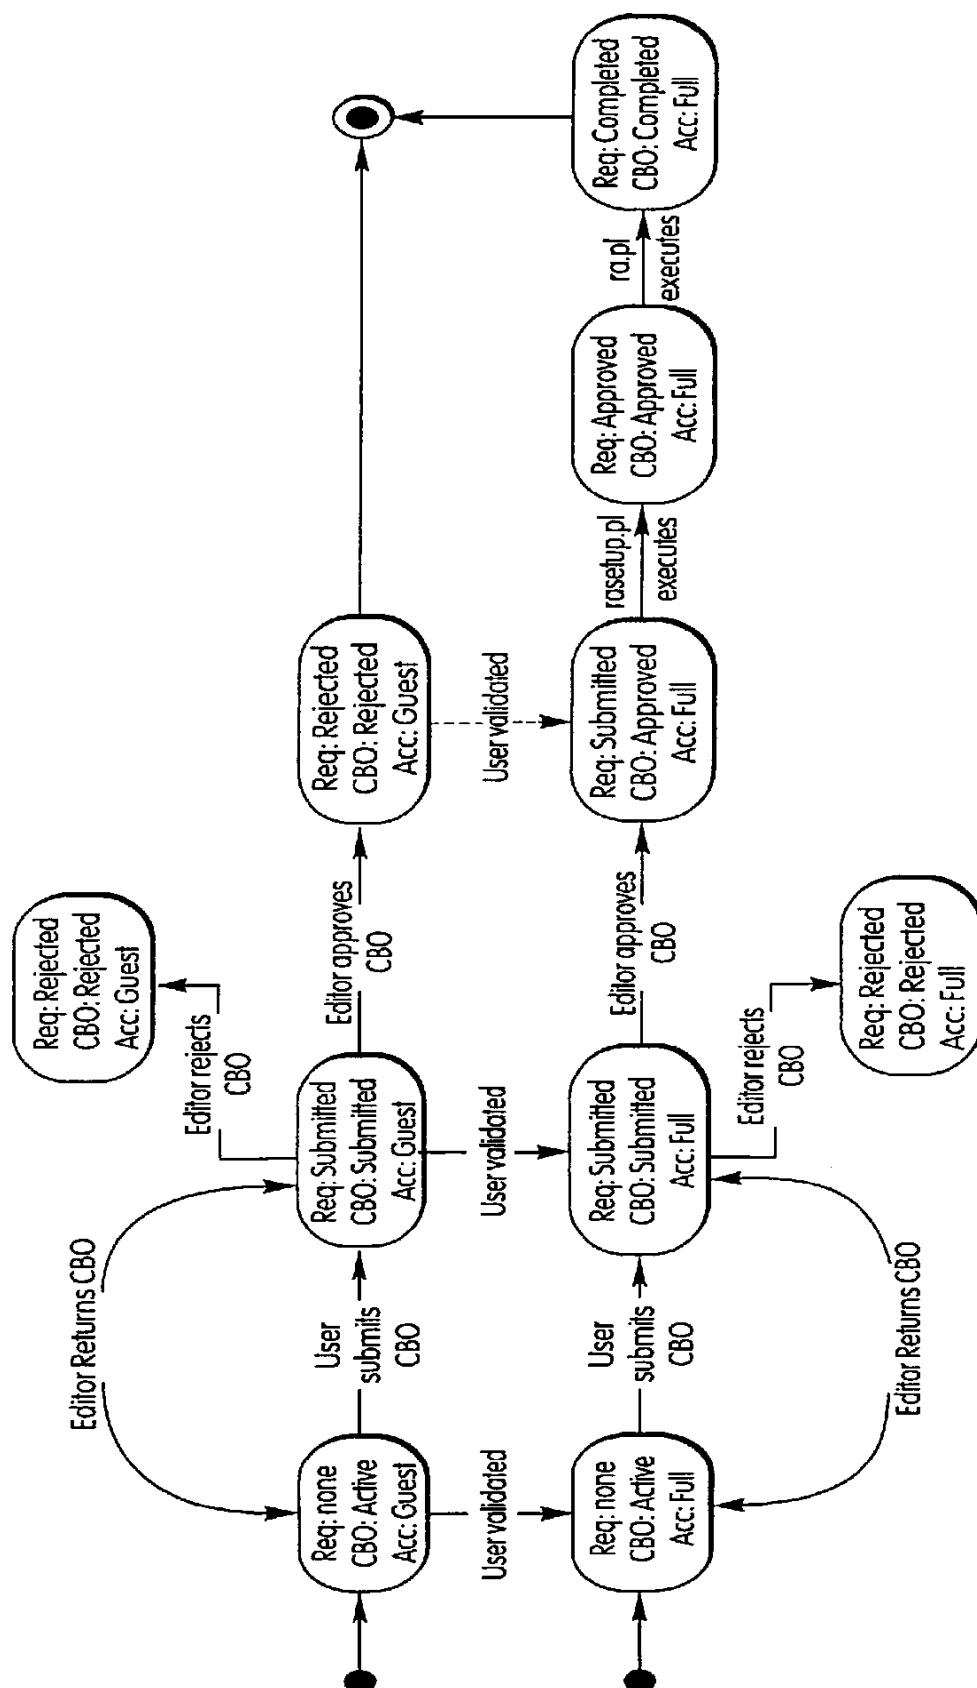 Editor Returns CBO
Editor rejects
CBO
Req: Rejected
CBO: Rejected
Acc: Guest
Req: none
CBO: Active
Acc: Guest
User
submits
CBO
Req: Submitted
CBO: Submitted
Acc: Guest
Editor approves
CBO
Req: Rejected
CBO: Rejected
Acc: Guest
User validated
User validated
User validated
Req: none
CBO: Active
Acc: Full
User
submits
CBO
Req: Submitted
CBO: Submitted
Acc: Full
Editor approves
CBO
Req: Submitted
CBO: Approved
Acc: Full
rasetup.pl
executes
Req: Approved
CBO: Approved
Acc: Full
ra.pl
executes
Req: Completed
CBO: Completed
Acc: Full
Editor Returns CBO
Editor rejects
CBO
Req: Rejected
CBO: Rejected
Acc: Full